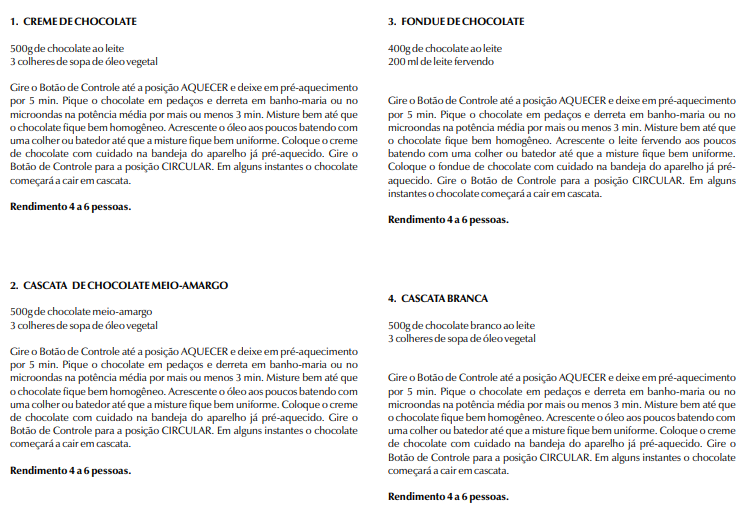 1. CREME DE CHOCOLATE
500g de chocolate ao leite
3 colheres de sopa de óleo vegetal
Gire o Botão de Controle até a posição AQUECER e deixe em pré-aquecimento
por 5 min. Pique o chocolate em pedaços e derreta em banho-maria ou no
microondas na potência média por mais ou menos 3 min. Misture bem até que
o chocolate fique bem homogêneo. Acrescente o óleo aos poucos batendo com
uma colher ou batedor até que a misture fique bem uniforme. Coloque o creme
de chocolate com cuidado na bandeja do aparelho já pré-aquecido. Gire o
Botão de Controle para a posição CIRCULAR. Em alguns instantes o chocolate
começará a cair em cascata.
Rendimento 4 a 6 pessoas.
2. CASCATA DE CHOCOLATE MEIO-AMARGO
500g de chocolate meio-amargo
3 colheres de sopa de óleo vegetal
Gire o Botão de Controle até a posição AQUECER e deixe em pré-aquecimento
por 5 min. Pique o chocolate em pedaços e derreta em banho-maria ou no
microondas na potência média por mais ou menos 3 min. Misture bem até que
o chocolate fique bem homogêneo. Acrescente o óleo aos poucos batendo com
uma colher ou batedor até que a misture fique bem uniforme. Coloque o creme
de chocolate com cuidado na bandeja do aparelho já pré-aquecido. Gire o
Botão de Controle para a posição CIRCULAR. Em alguns instantes o chocolate
começará a cair em cascata.
Rendimento 4 a 6 pessoas.
3. FONDUE DE CHOCOLATE
400g de chocolate ao leite
200 ml de leite fervendo
Gire o Botão de Controle até a posição AQUECER e deixe em pré-aquecimento
por 5 min. Pique o chocolate em pedaços e derreta em banho-maria ou no
microondas na potência média por mais ou menos 3 min. Misture bem até que
o chocolate fique bem homogêneo. Acrescente o leite fervendo aos poucos
batendo com uma colher ou batedor até que a misture fique bem uniforme.
Coloque o fondue de chocolate com cuidado na bandeja do aparelho já pré-
aquecido. Gire o Botão de Controle para a posição CIRCULAR. Em alguns
instantes o chocolate começará a cair em cascata.
Rendimento 4 a 6 pessoas.
4. CASCATA BRANCA
500g de chocolate branco ao leite
3 colheres de sopa de óleo vegetal
Gire o Botão de Controle até a posição AQUECER e deixe em pré-aquecimento
por 5 min. Pique o chocolate em pedaços e derreta em banho-maria ou no
microondas na potência média por mais ou menos 3 min. Misture bem até que
o chocolate fique bem homogêneo. Acrescente o óleo aos poucos batendo com
uma colher ou batedor até que a misture fique bem uniforme. Coloque o creme
de chocolate com cuidado na bandeja do aparelho já pré-aquecido. Gire o
Botão de Controle para a posição CIRCULAR. Em alguns instantes o chocolate
começará a cair em cascata.
Rendimento 4 a 6 pessoas.